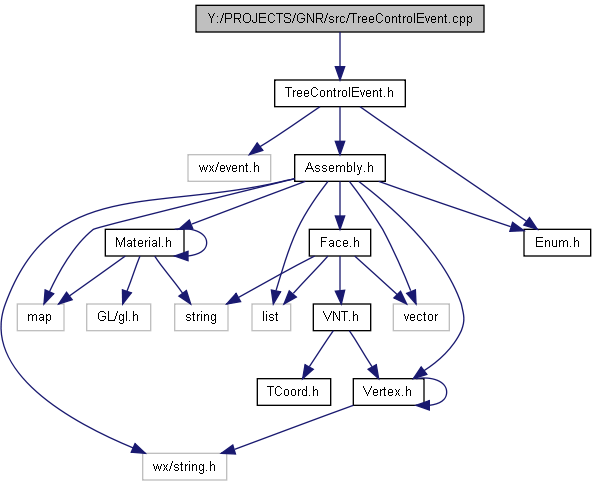 Y:/PROJECTS/GNR/src/TreeControlEvent.cpp
TreeControlEvent.h
wx/event.h
Assembly.h
Material.h
Face.h
Enum.h
map
GL/gl.h
string
list
VNT.h
vector
TCoord.h
Vertex.h
wx/string.h